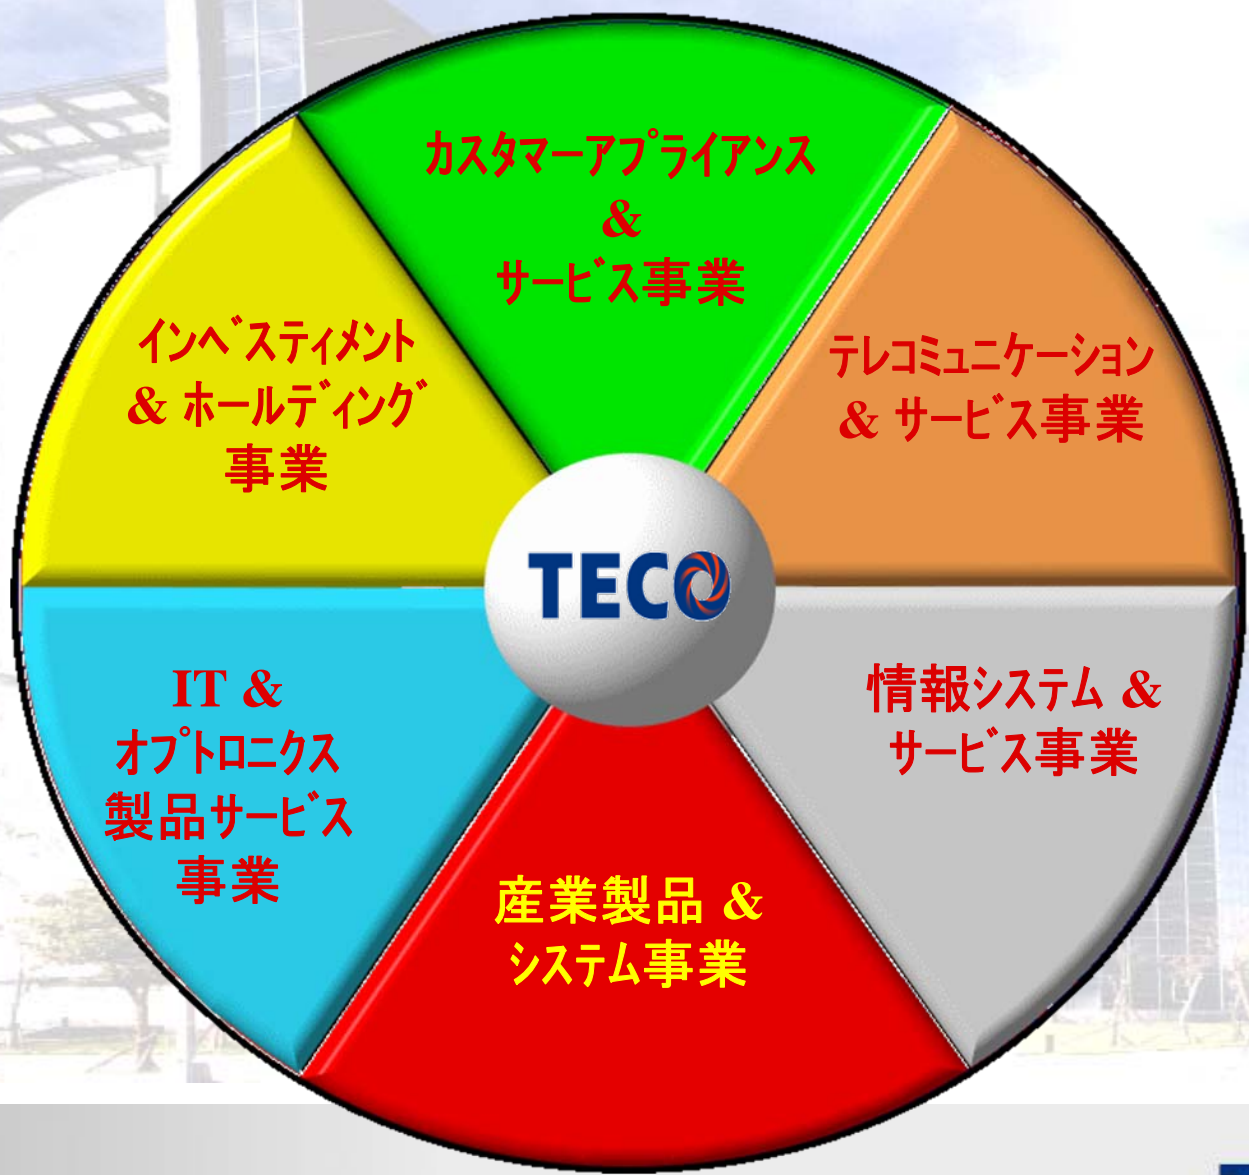 カスタマーアプライアンス
&
サービス事業
テレコミュニケーション
& サービス事業
情報システム &
サービス事業
産業製品 &
システム事業
IT &
オプトロニクス
製品サービス
事業
インベスティメント
& ホールディング
事業
TECO